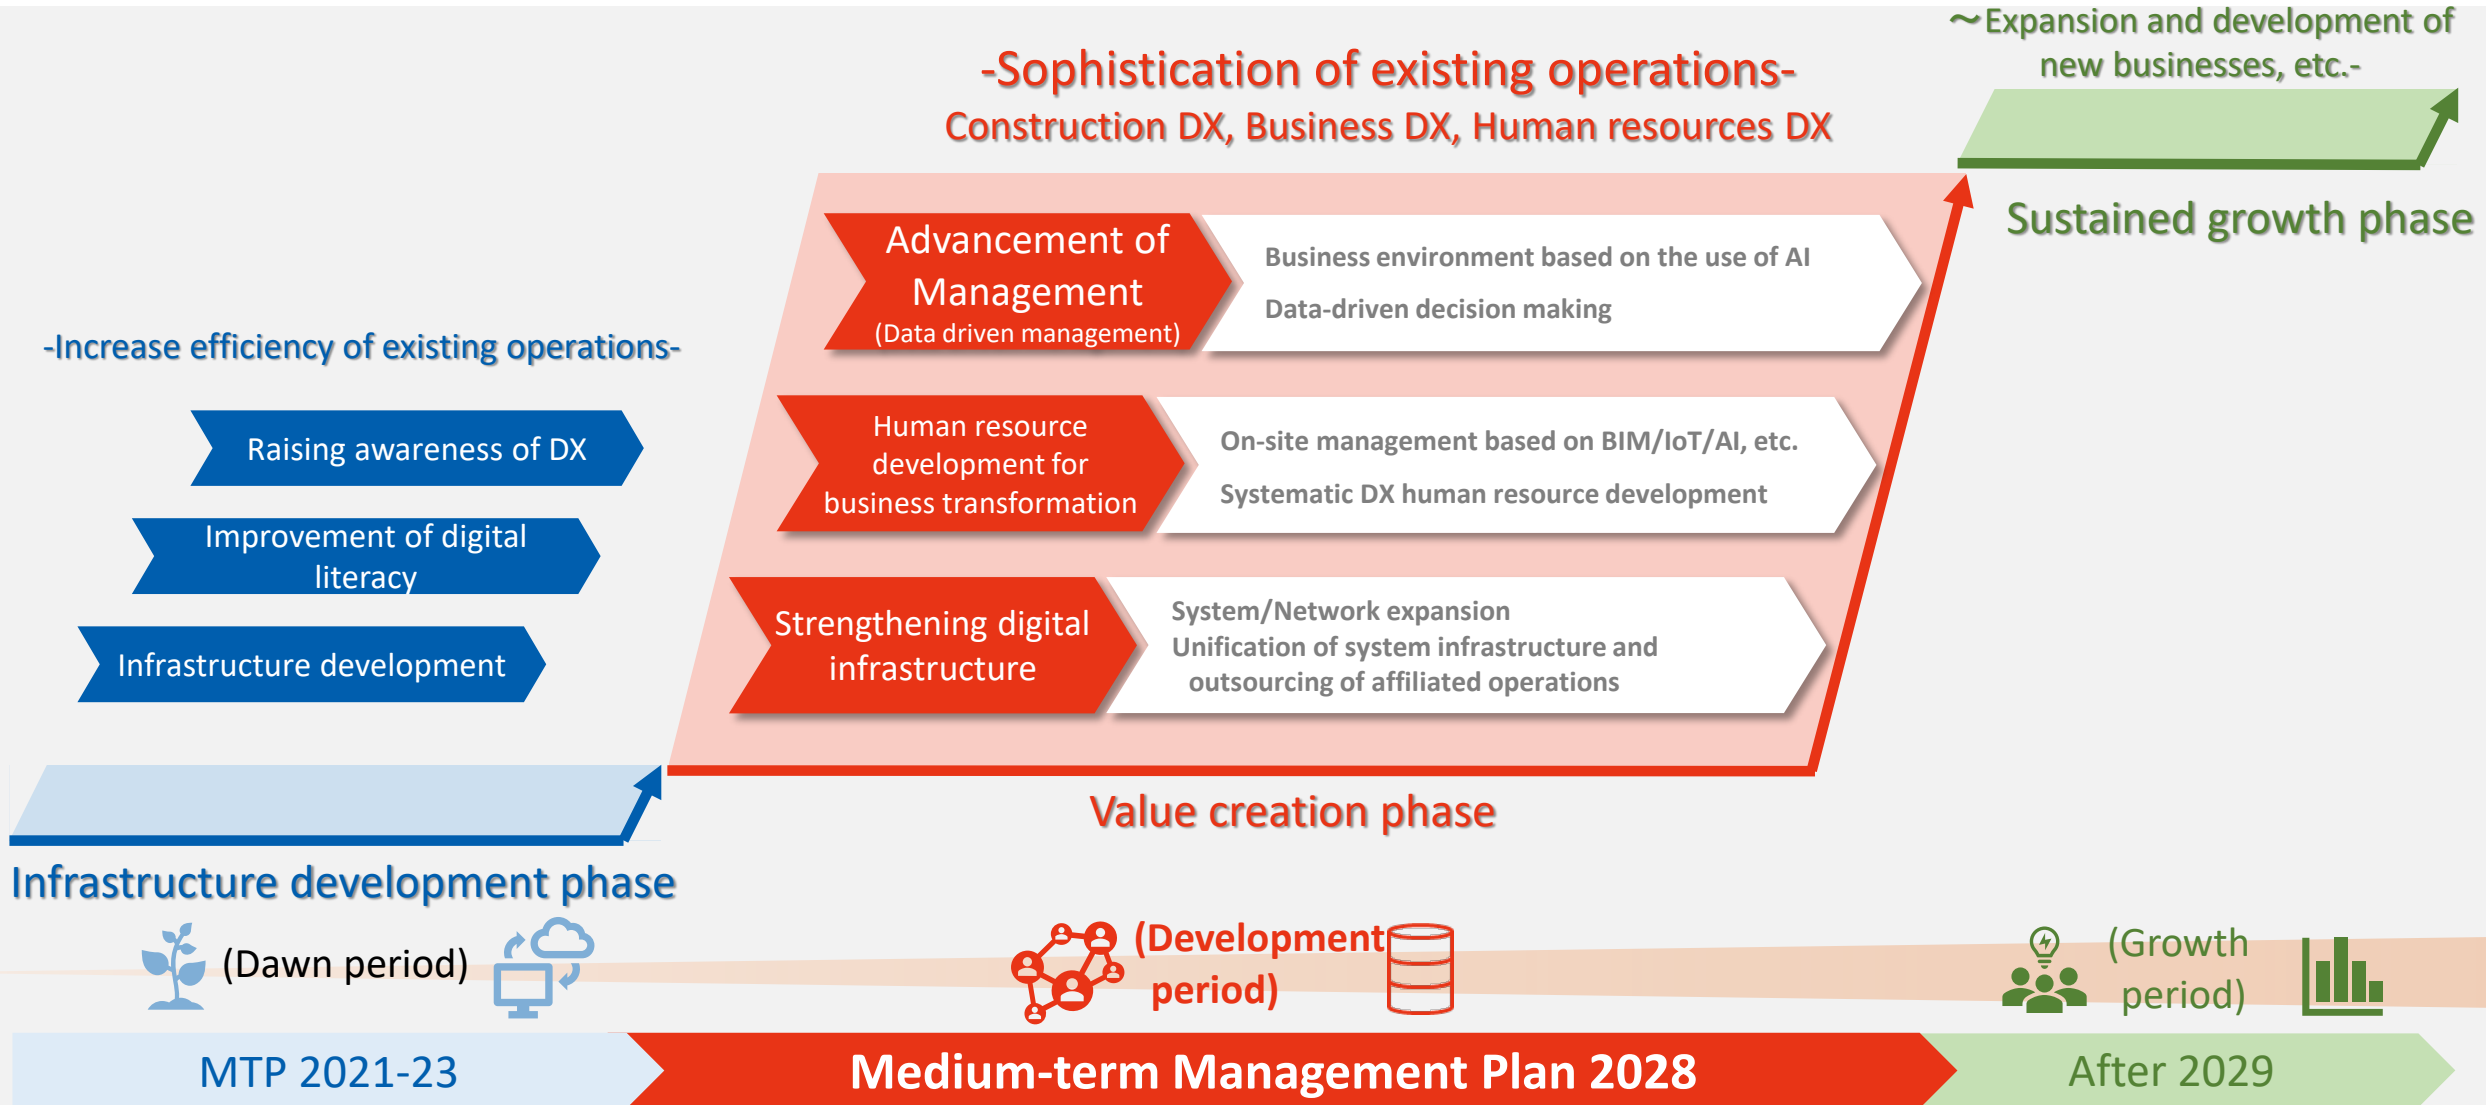 ～Expansion and development of
new businesses, etc.-
-Sophistication of existing operations-
Construction DX, Business DX, Human resources DX
Sustained growth phase
Advancement of
Management
(Data driven management)
Business environment based on the use of AI
Data-driven decision making
-Increase efficiency of existing operations-
Raising awareness of DX
Improvement of digital
literacy
Infrastructure development
Human resource
development for
business transformation
On-site management based on BIM/IoT/AI, etc.
Systematic DX human resource development
Strengthening digital
infrastructure
System/Network expansion
Unification of system infrastructure and
outsourcing of affiliated operations
Value creation phase
Infrastructure development phase
(Dawn period)
(Development
period)
(Growth
period)
MTP 2021-23
Medium-term Management Plan 2028
After 2029